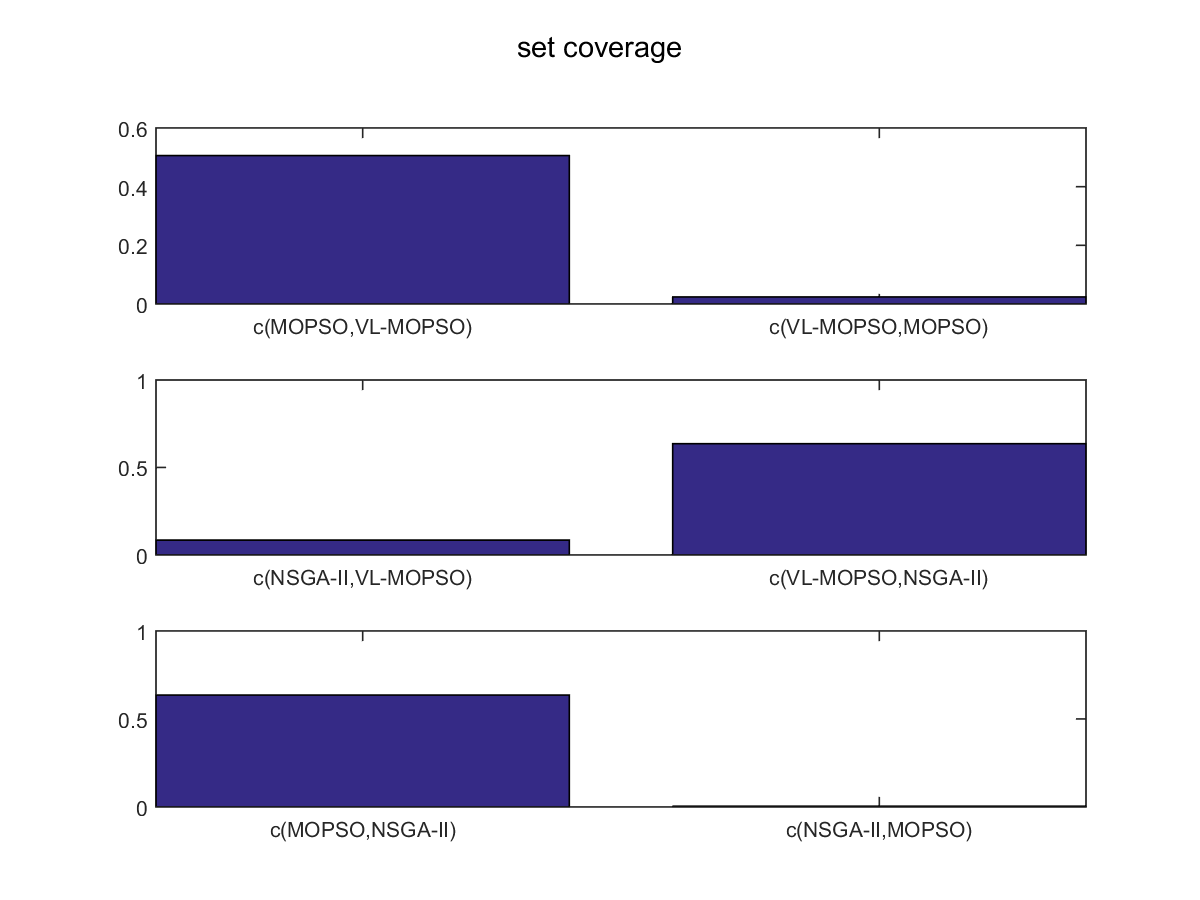 set coverage
0.6
0.4
0.2
0
c(MOPSO,VL-MOPSO) c(VL-MOPSO,MOPSO)
1
0.5
0
c(NSGA-II,VL-MOPSO) c(VL-MOPSO,NSGA-II)
1
0.5
0
c(MOPSO,NSGA-II) c(NSGA-II,MOPSO)